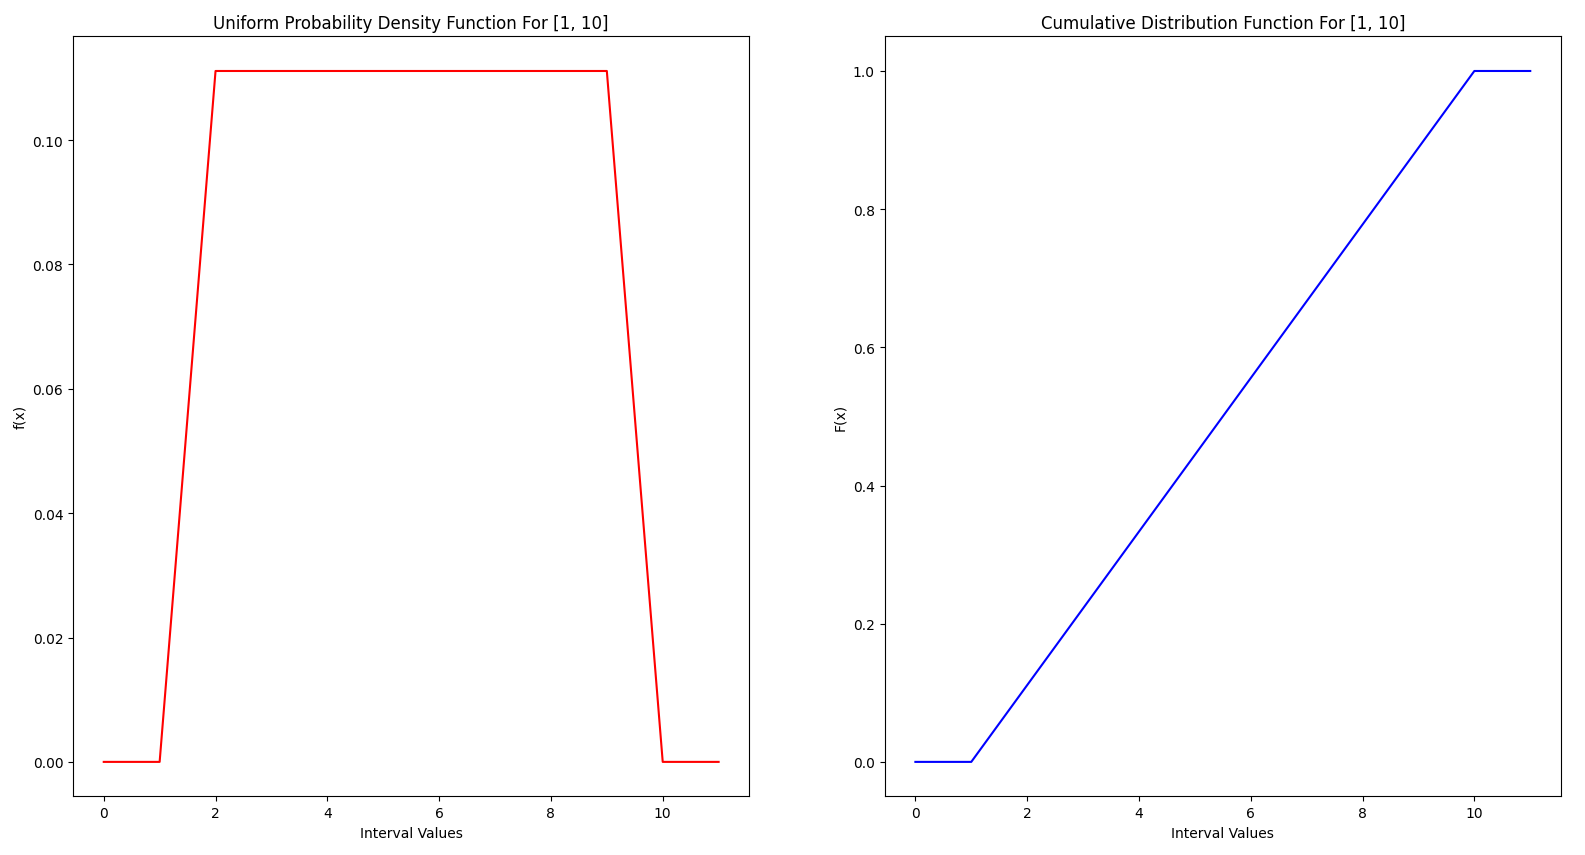 Uniform Probability Density Function For [1, 10]
f(x)
0.10
0.08
0.06
0.04
0.02
0.00
0 2 4 6 8 10
Interval Values
Cumulative Distribution Function For [1, 10]
F(x)
1.0
0.8
0.6
0.4
0.2
0.0
0 2 4 6 8 10
Interval Values